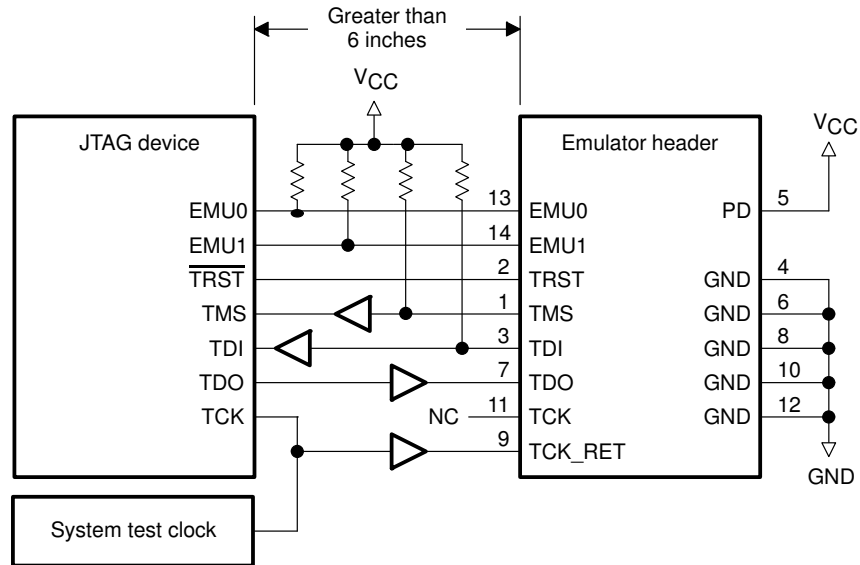 Greater than
6 inches
VCC
JTAG device
Emulator header
VCC
EMU0 13 EMU0 PD 5
EMU1 14 EMU1
TRST 2 TRST GND 4
TMS 1 TMS GND 6
TDI 3 TDI GND 8
TDO 7 TDO GND 10
TCK NC 11 TCK GND 12
9 TCK_RET
GND
System test clock